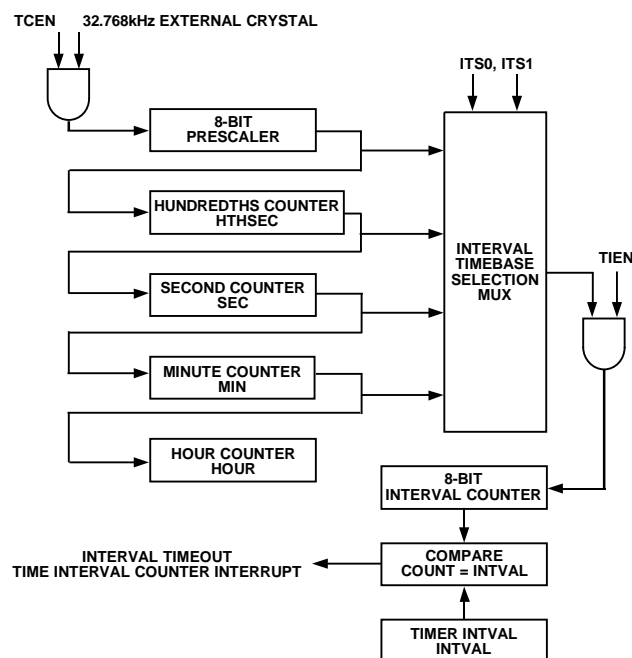 TCEN 32.768kHz EXTERNAL CRYSTAL
ITS0, ITS1
8-BIT
PRESCALER
HUNDREDTHS COUNTER
HTHSEC
INTERVAL
TIMEBASE
SELECTION
MUX
TIEN
SECOND COUNTER
SEC
MINUTE COUNTER
MIN
HOUR COUNTER
HOUR
8-BIT
INTERVAL COUNTER
INTERVAL TIMEOUT
TIME INTERVAL COUNTER INTERRUPT
COMPARE
COUNT = INTVAL
TIMER INTVAL
INTVAL